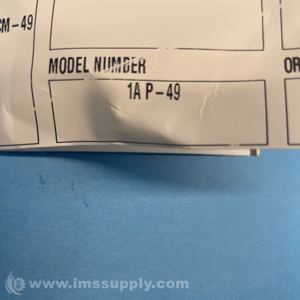 CM-49
MODEL NUMBER
OR
1A P-49
www.imssupply.com